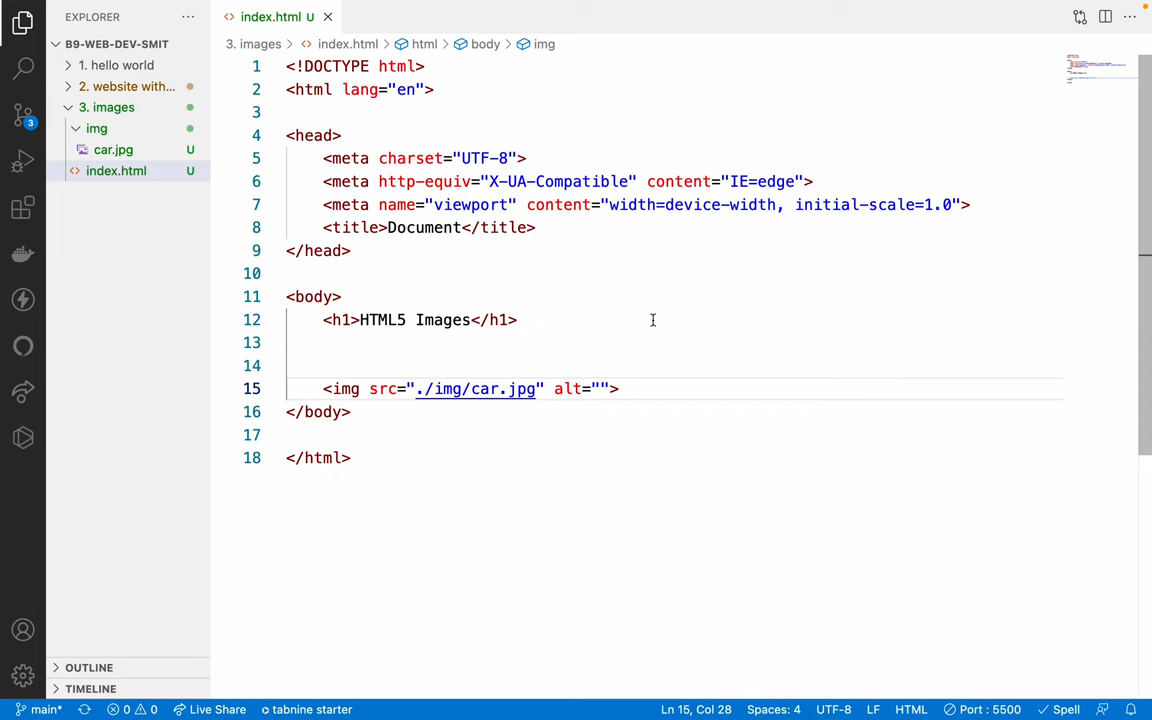 EXPLORER
index.html U
B9-WEB-DEV-SMIT
1. hello world
2. website with...
3. images
img
car.jpg U
index.html U
3
3. images > index.html > html > body > img
1 <!DOCTYPE html>
2 <html lang="en">
3
4 <head>
5 <meta charset="UTF-8">
6 <meta http-equiv="X-UA-Compatible" content="IE=edge">
7 <meta name="viewport" content="width=device-width, initial-scale=1.0">
8 <title>Document</title>
9 </head>
10
11 <body>
12 <h1>HTML5 Images</h1>
13
14
15 <img src="./img/car.jpg" alt="">
16 </body>
17
18 </html>
OUTLINE
TIMELINE
main* 0 0 Live Share tabnine starter Ln 15, Col 28 Spaces: 4 UTF-8 LF HTML Port : 5500 Spell